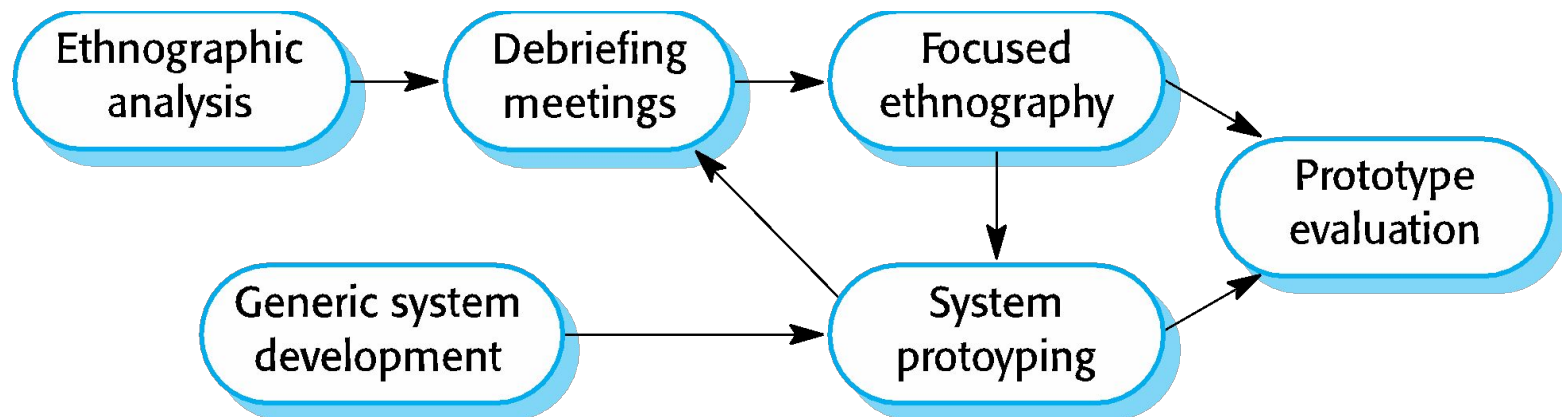 Ethnographic
analysis
Debriefing
meetings
Focused
ethnography
Prototype
evaluation
Generic system
development
System
protoyping